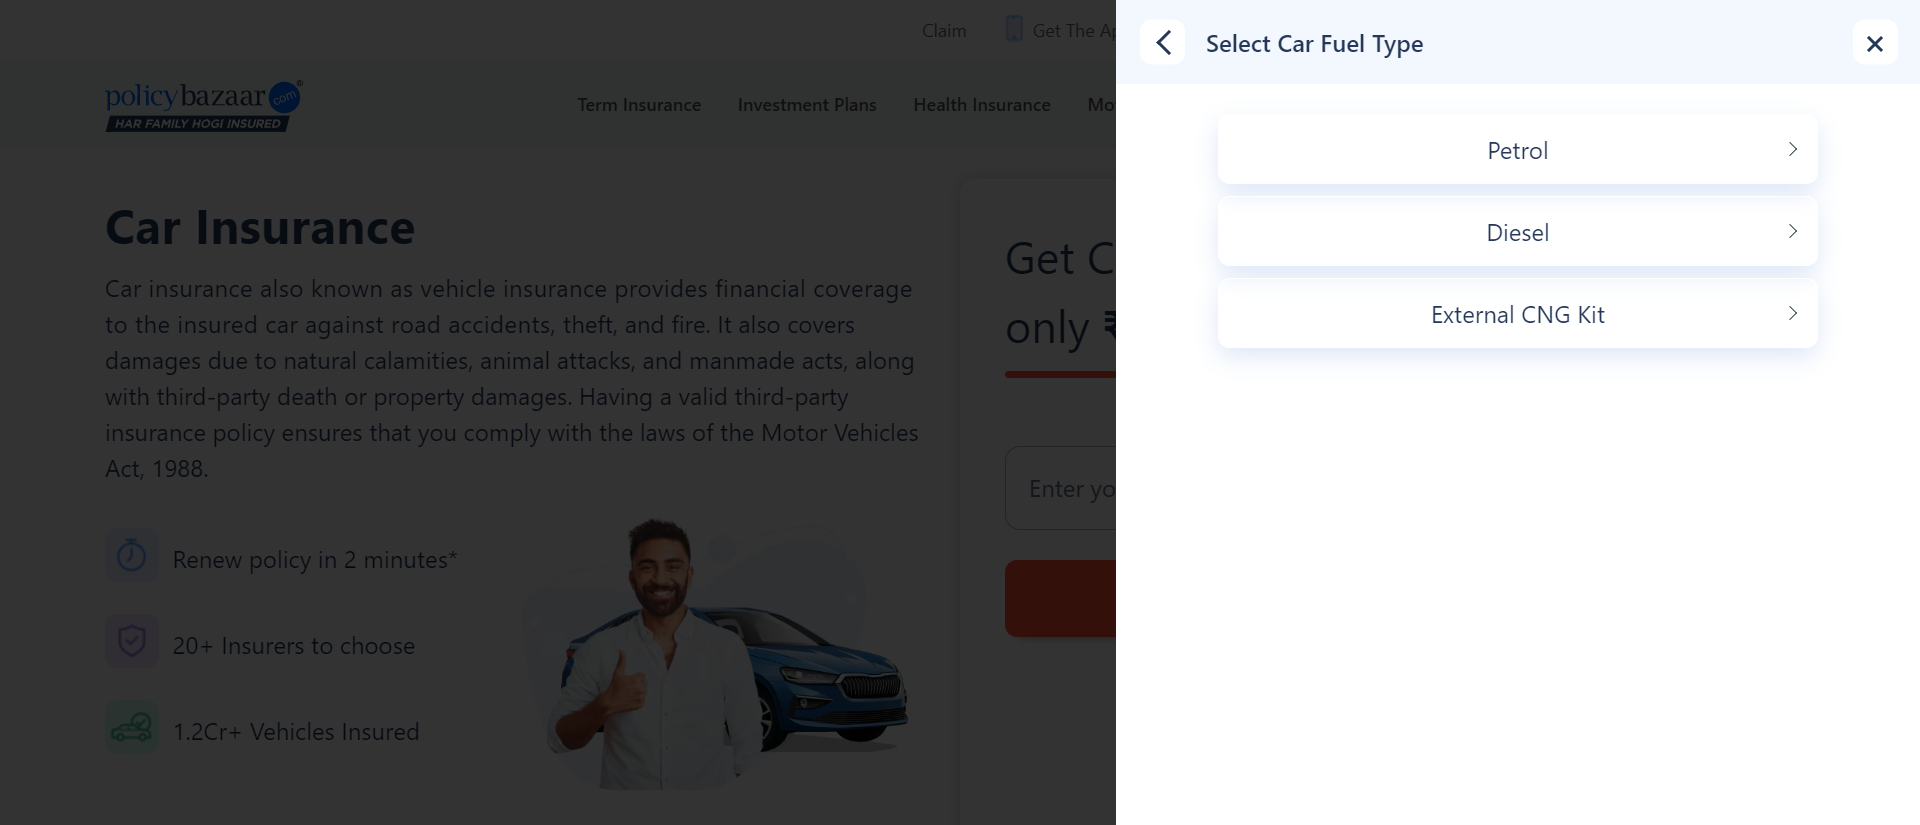 Claim
Get The Ap
policybazaar com ®
HAR FAMILY HOGI INSURED
Term Insurance
Investment Plans
Health Insurance
Mo
Car Insurance
Car insurance also known as vehicle insurance provides financial coverage
to the insured car against road accidents, theft, and fire. It also covers
damages due to natural calamities, animal attacks, and manmade acts, along
with third-party death or property damages. Having a valid third-party
insurance policy ensures that you comply with the laws of the Motor Vehicles
Act, 1988.
Renew policy in 2 minutes*
20+ Insurers to choose
1.2Cr+ Vehicles Insured
Get C
only ₹
Enter yo
Select Car Fuel Type
Petrol
Diesel
External CNG Kit